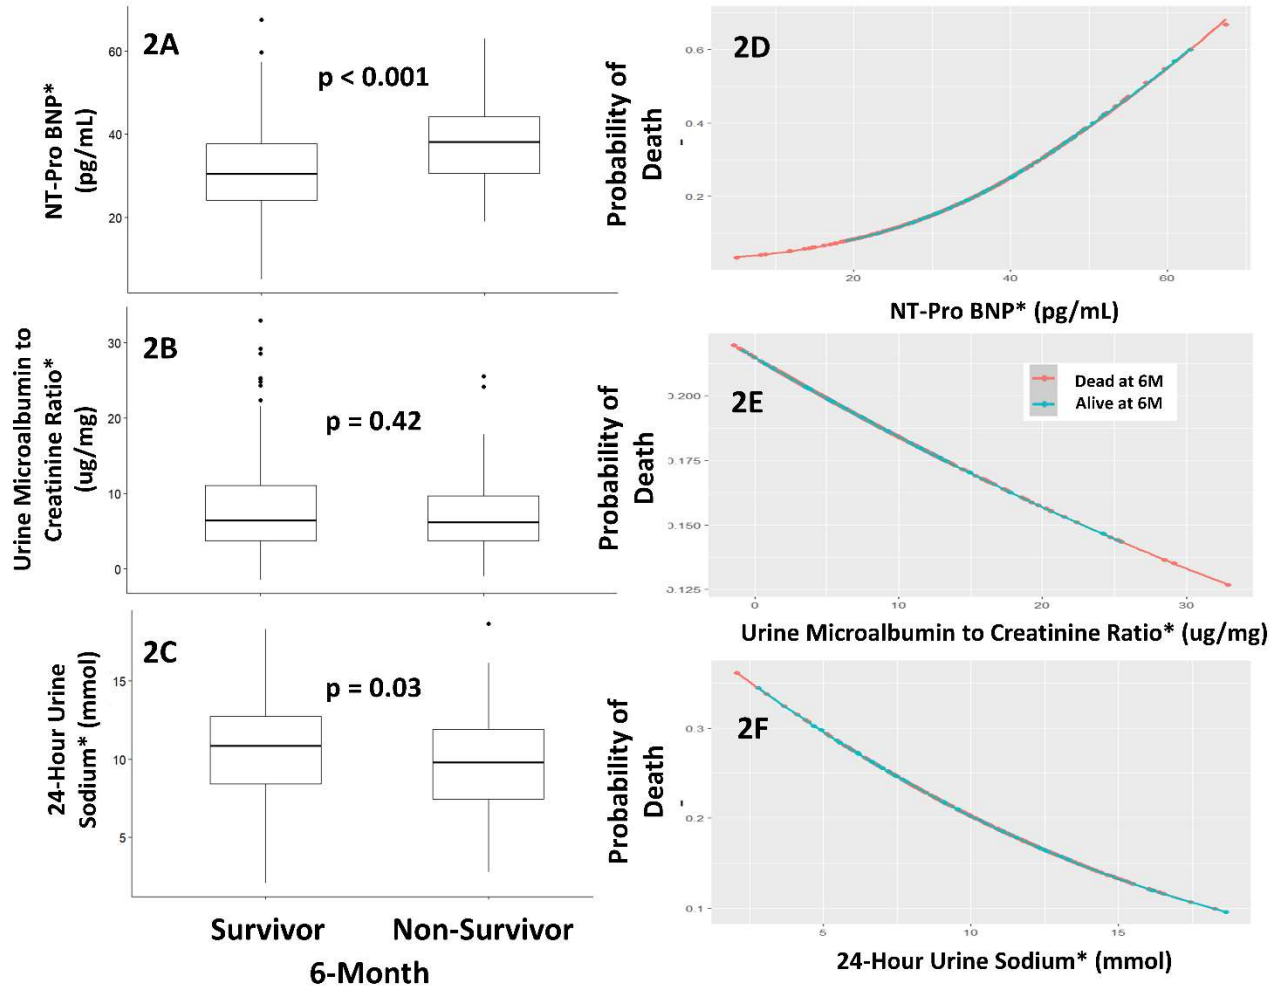 2A
p < 0.001
NT-Pro BNP*
(pg/mL)
60
40
20
2B
p = 0.42
Urine Microalbumin to
Creatinine Ratio*
(ug/mg)
30
20
10
0
2C
p = 0.03
24-Hour Urine
Sodium* (mmol)
15
10
5
Survivor
Non-Survivor
6-Month
2D
Probability of
Death
0.6
0.2
20
40
60
NT-Pro BNP* (pg/mL)
2E
Dead at 6M
Alive at 6M
Probability of
Death
0.200
0.175
0.150
0.125
0
10
20
30
Urine Microalbumin to Creatinine Ratio* (ug/mg)
2F
Probability of
Death
0.3
0.2
0.1
5
10
15
24-Hour Urine Sodium* (mmol)